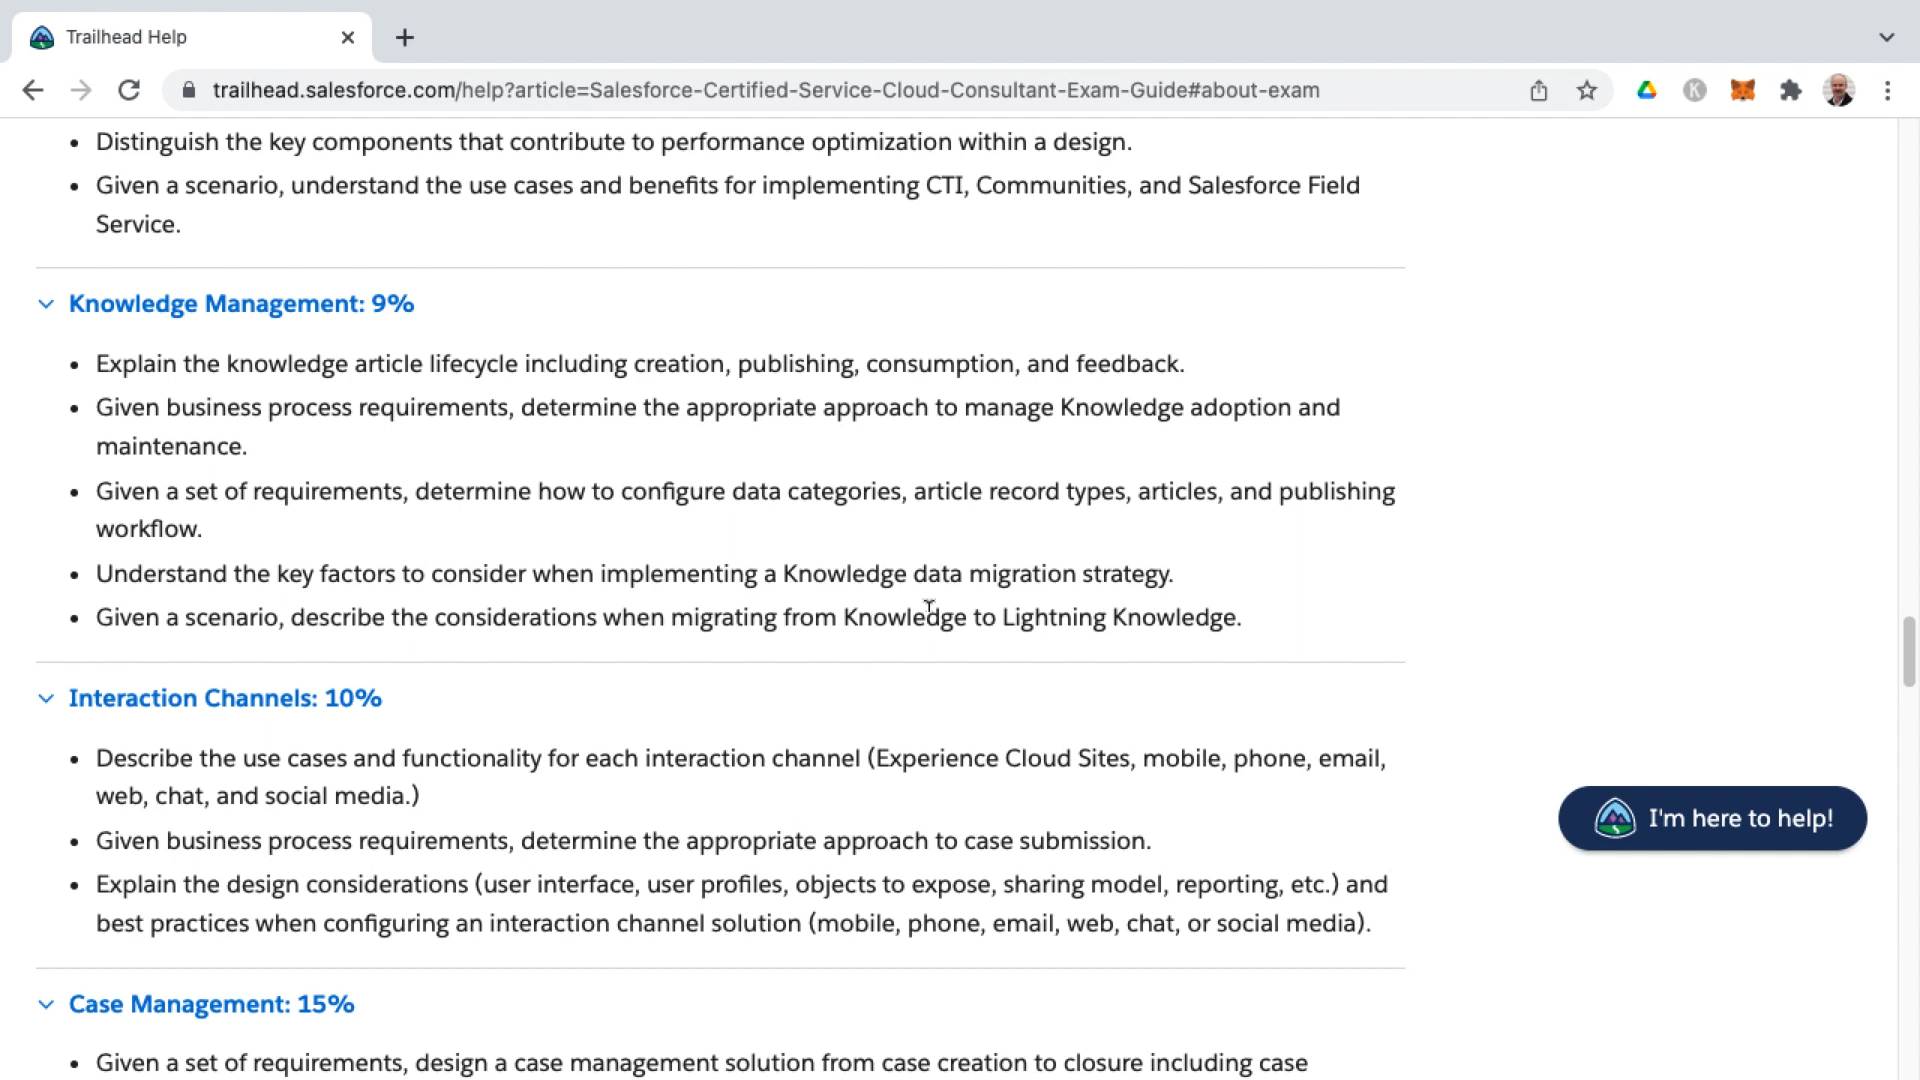 Trailhead Help
trailhead.salesforce.com/help?article=Salesforce-Certified-Service-Cloud-Consultant-Exam-Guide#about-exam
K
• Distinguish the key components that contribute to performance optimization within a design.
• Given a scenario, understand the use cases and benefits for implementing CTI, Communities, and Salesforce Field
Service.
Knowledge Management: 9%
• Explain the knowledge article lifecycle including creation, publishing, consumption, and feedback.
• Given business process requirements, determine the appropriate approach to manage Knowledge adoption and
maintenance.
• Given a set of requirements, determine how to configure data categories, article record types, articles, and publishing
workflow.
• Understand the key factors to consider when implementing a Knowledge data migration strategy.
• Given a scenario, describe the considerations when migrating from Knowledge to Lightning Knowledge.
Interaction Channels: 10%
• Describe the use cases and functionality for each interaction channel (Experience Cloud Sites, mobile, phone, email,
web, chat, and social media.)
• Given business process requirements, determine the appropriate approach to case submission.
• Explain the design considerations (user interface, user profiles, objects to expose, sharing model, reporting, etc.) and
best practices when configuring an interaction channel solution (mobile, phone, email, web, chat, or social media).
I'm here to help!
Case Management: 15%
• Given a set of requirements, design a case management solution from case creation to closure including case